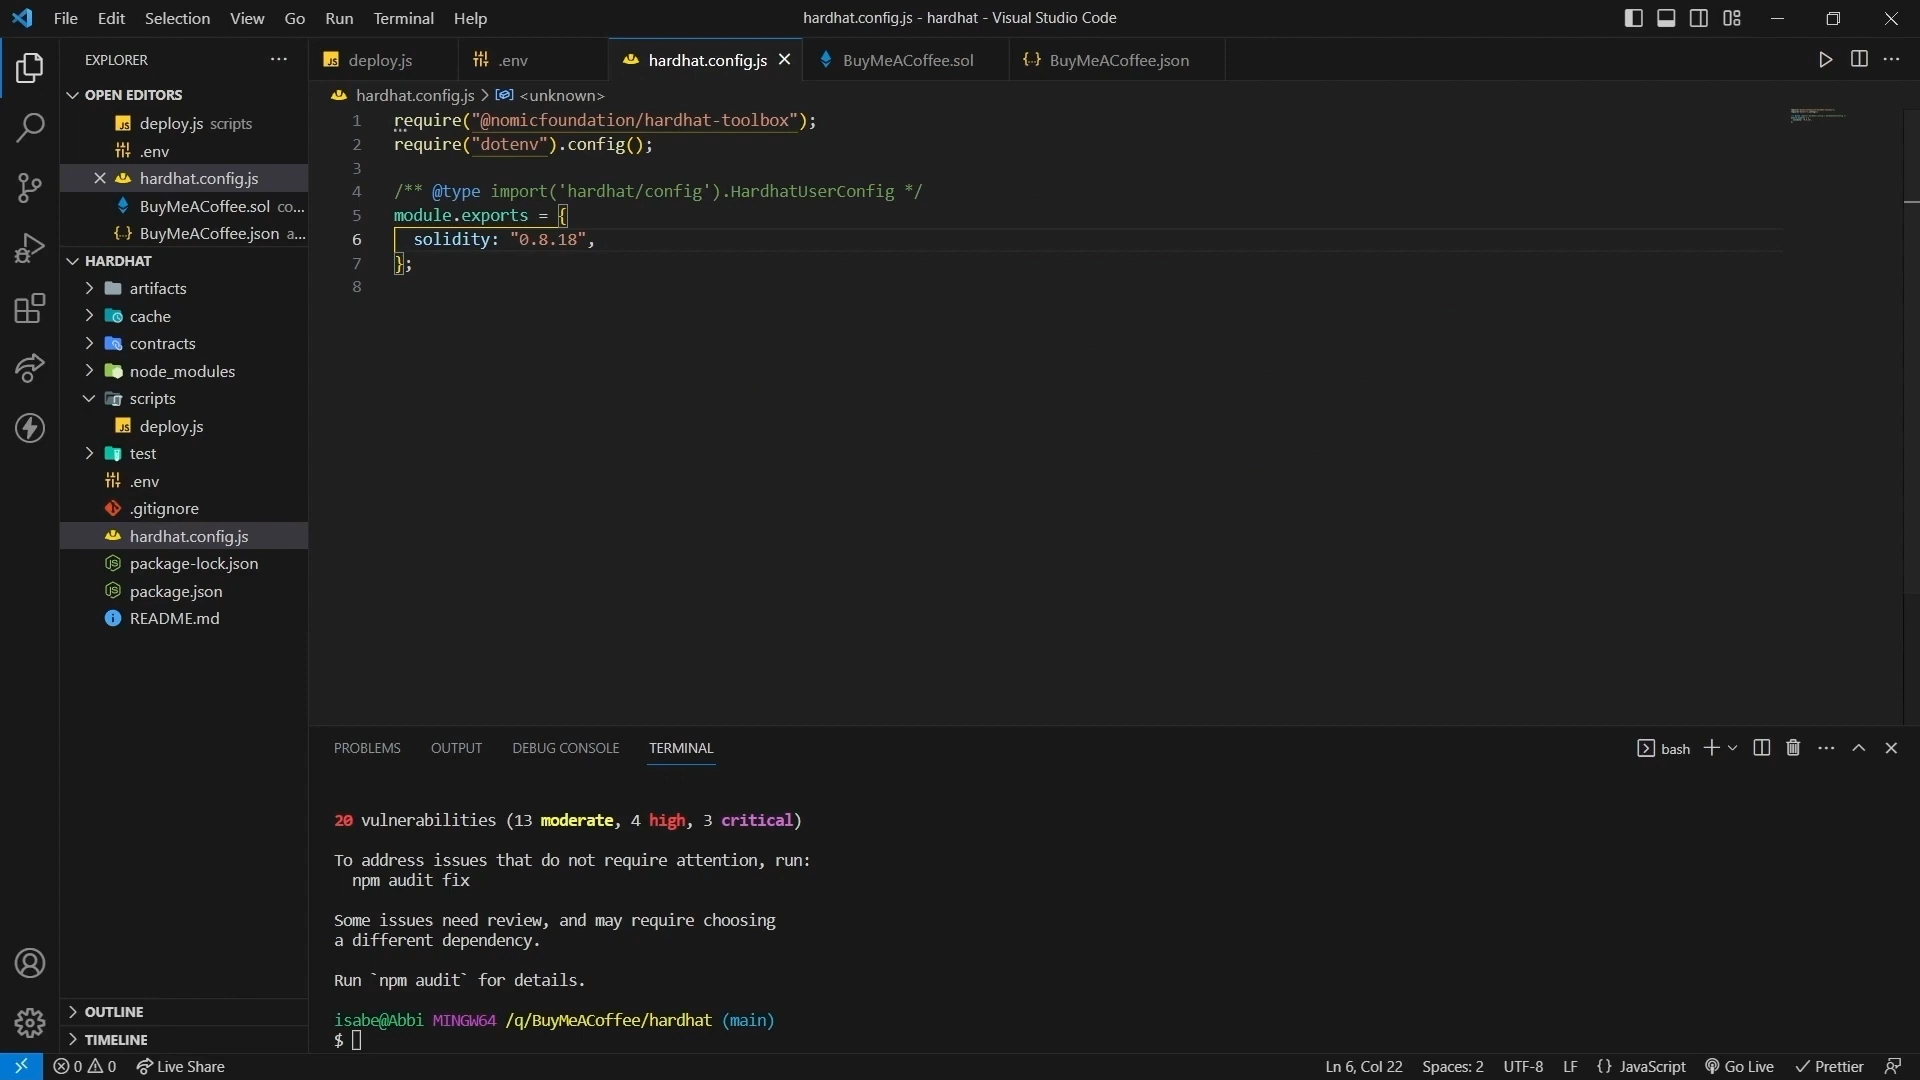 File Edit Selection View Go Run Terminal Help
hardhat.config.js - hardhat - Visual Studio Code
EXPLORER
OPEN EDITORS
deploy.js scripts
.env
hardhat.config.js
BuyMeACoffee.sol co...
BuyMeACoffee.json a...
HARDHAT
artifacts
cache
contracts
node_modules
scripts
deploy.js
test
.env
.gitignore
hardhat.config.js
package-lock.json
package.json
README.md
OUTLINE
TIMELINE
deploy.js .env hardhat.config.js BuyMeACoffee.sol BuyMeACoffee.json
hardhat.config.js > <unknown>
1 require("@nomicfoundation/hardhat-toolbox");
2 require("dotenv").config();
3
4 /** @type import('hardhat/config').HardhatUserConfig */
5 module.exports = {
6 solidity: "0.8.18",
7 };
8
PROBLEMS OUTPUT DEBUG CONSOLE TERMINAL
bash
20 vulnerabilities (13 moderate, 4 high, 3 critical)
To address issues that do not require attention, run:
npm audit fix
Some issues need review, and may require choosing
a different dependency.
Run `npm audit` for details.
isabe@Abbi MINGW64 /q/BuyMeACoffee/hardhat (main)
$
0 0 Live Share
Ln 6, Col 22 Spaces: 2 UTF-8 LF {} JavaScript Go Live Prettier